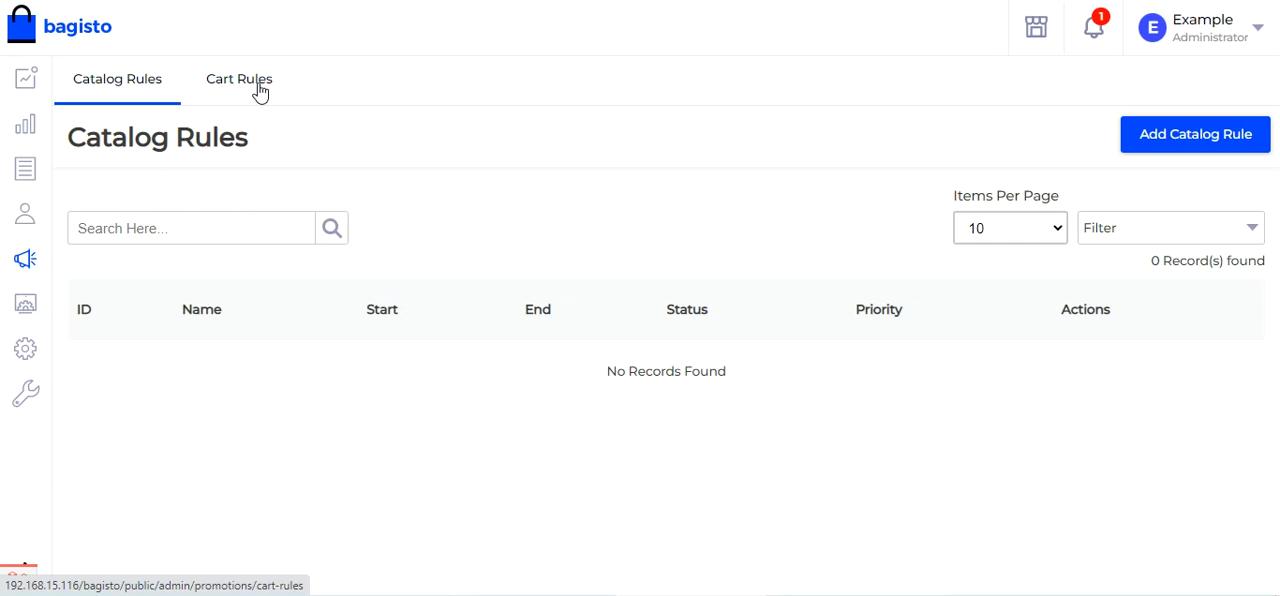 bagisto
1
E
Example
Administrator
Catalog Rules
Cart Rules
Catalog Rules
Add Catalog Rule
Items Per Page
Search Here...
10
Filter
0 Record(s) found
ID Name Start End Status Priority Actions
No Records Found
192.168.15.116/bagisto/public/admin/promotions/cart-rules